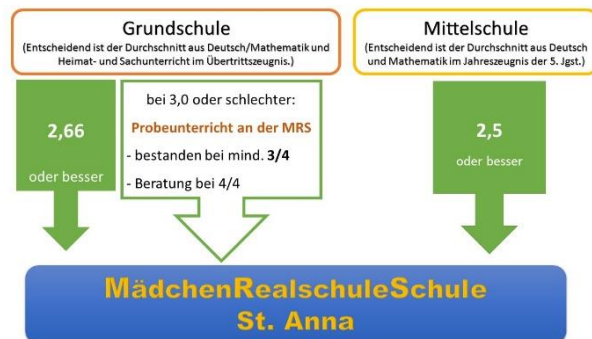 Grundschule
(Entscheidend ist der Durchschnitt aus Deutsch/Mathematik und
Heimat- und Sachunterricht im Übertrittszeugnis.)
Mittelschule
(Entscheidend ist der Durchschnitt aus Deutsch
und Mathematik im Jahreszeugnis der 5. Jgst.)
2,66
oder besser
bei 3,0 oder schlechter:
Probeunterricht an der MRS
- bestanden bei mind. 3/4
- Beratung bei 4/4
2,5
oder besser
MädchenRealschuleSchule
St. Anna